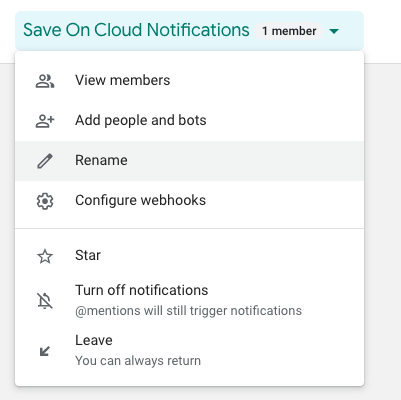 Save On Cloud Notifications 1 member
View members
Add people and bots
Rename
Configure webhooks
Star
Turn off notifications
@mentions will still trigger notifications
Leave
You can always return